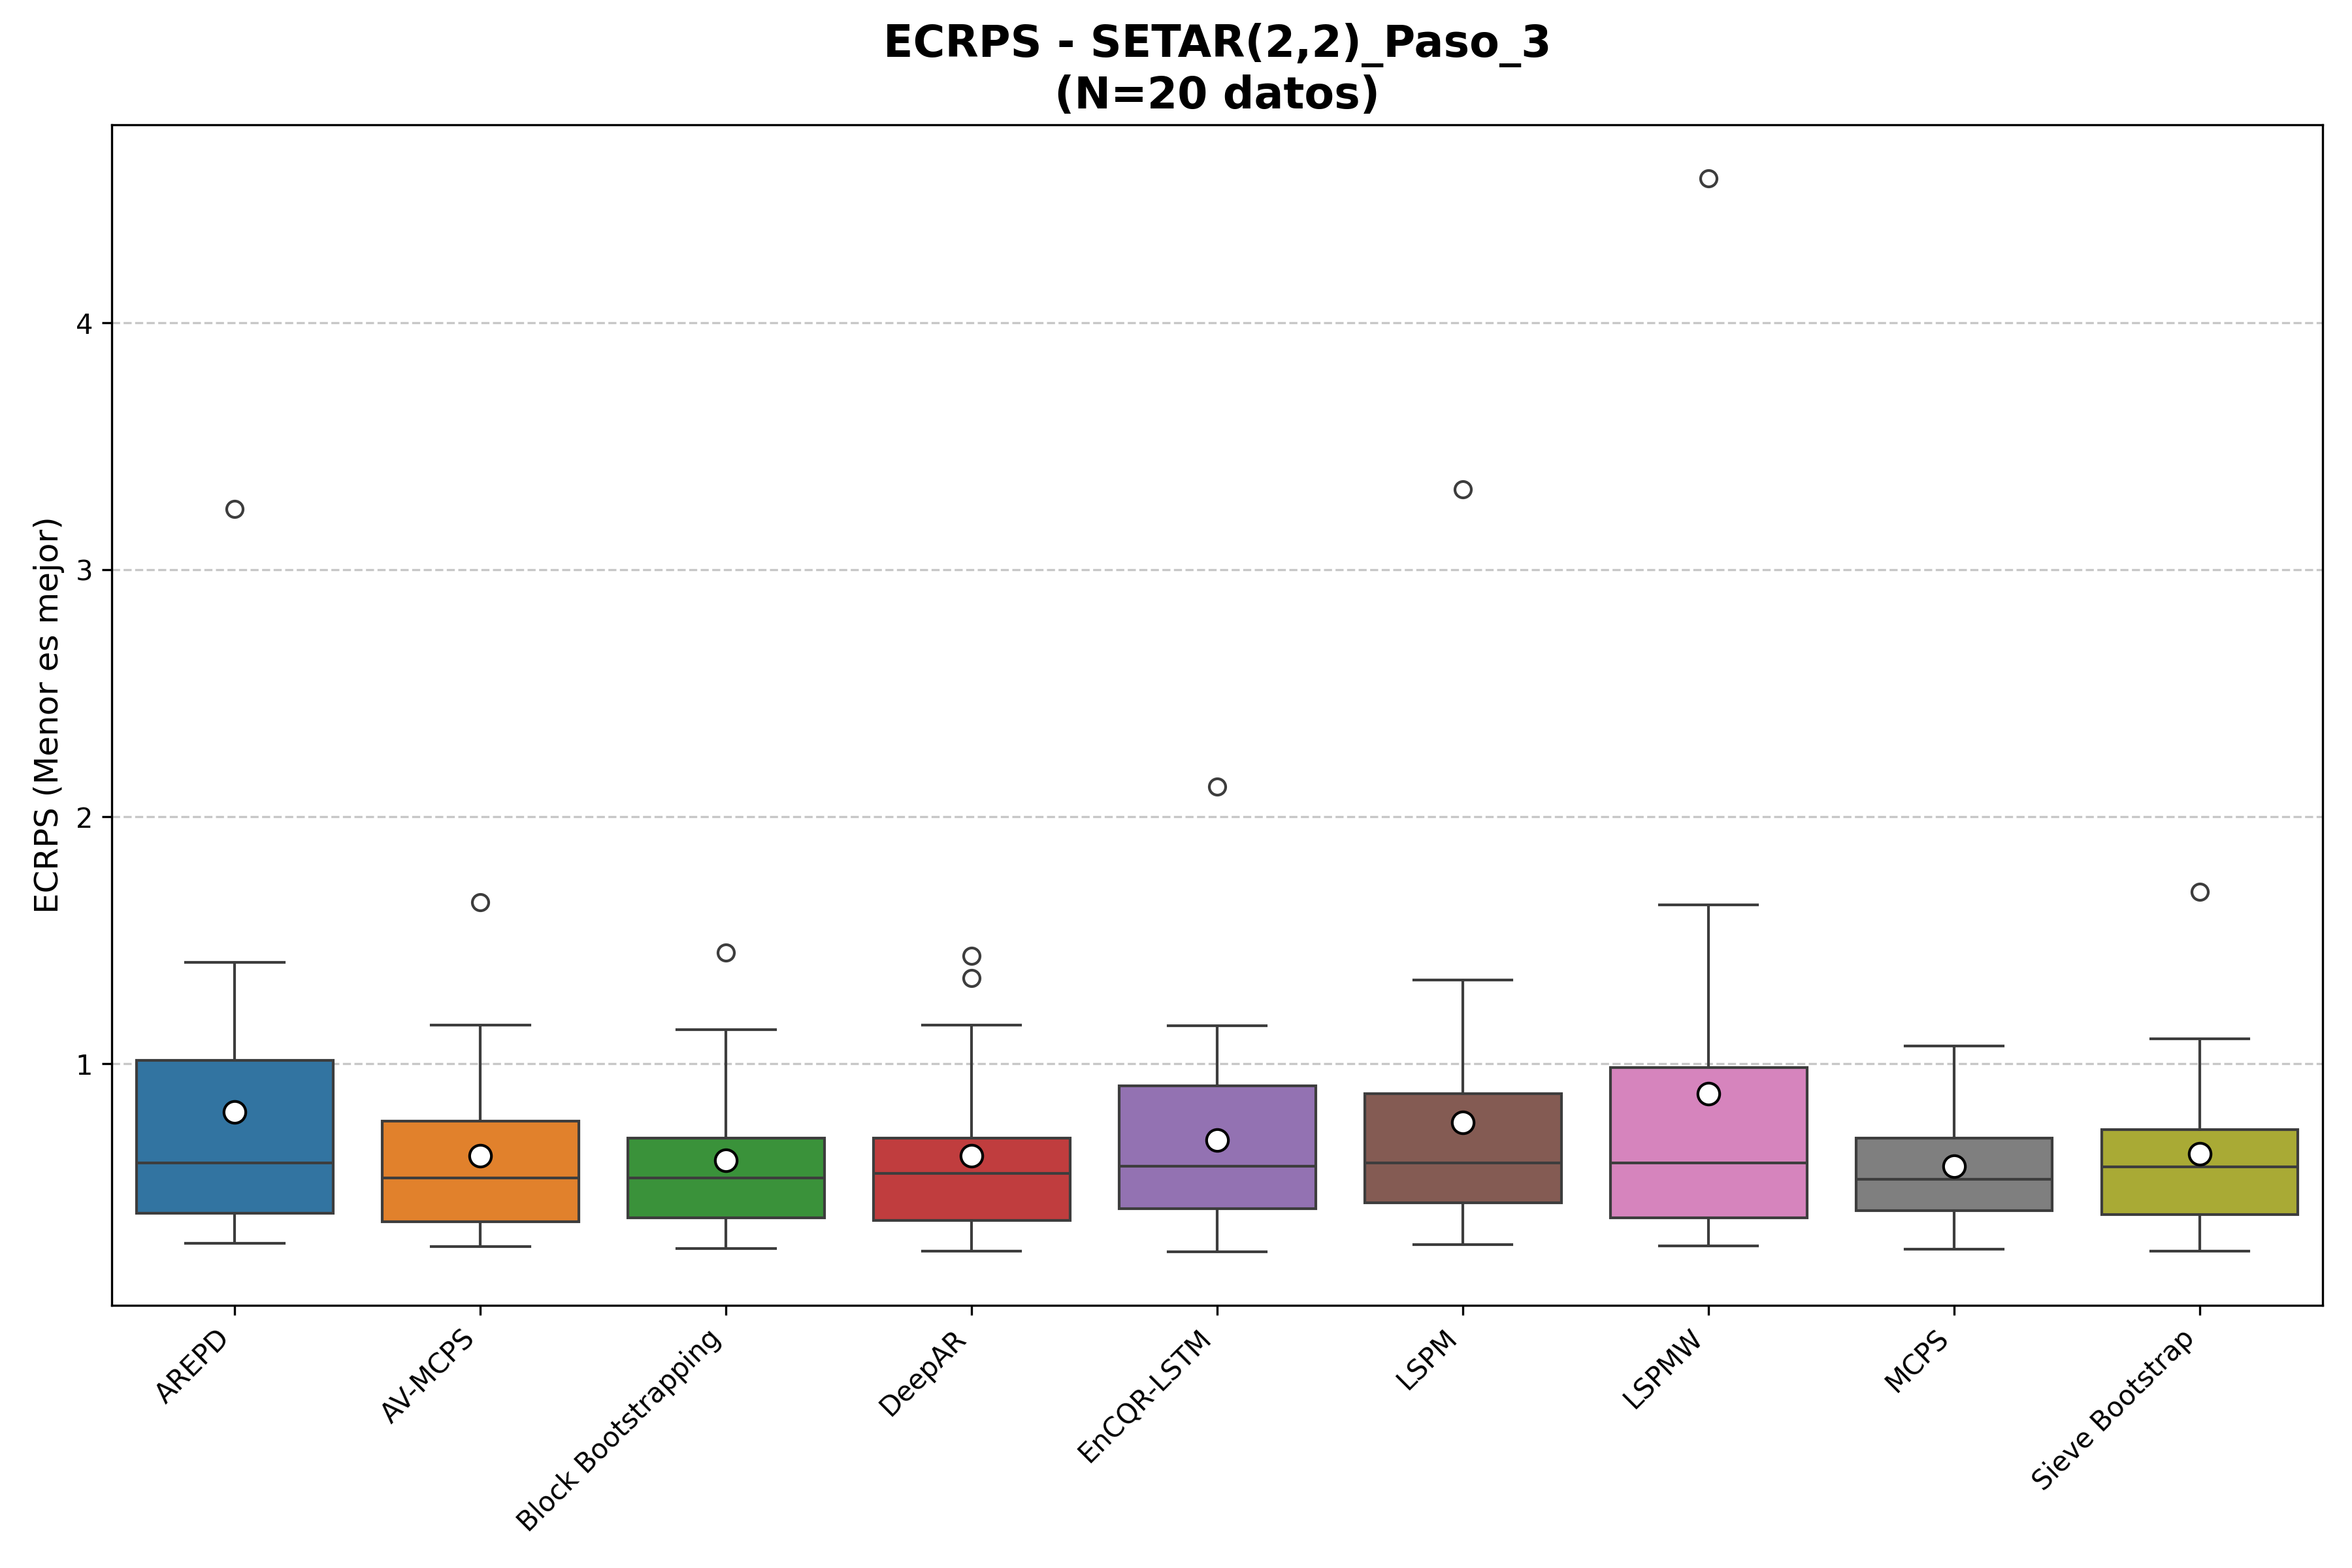 ECRPS - SETAR(2,2)_Paso_3
(N=20 datos)
ECRPS (Menor es mejor)
4
3
2
1
AREPD
AV-MCPS
Block Bootstrapping
DeepAR
EnCQR-LSTM
LSPM
LSPMW
MCPS
Sieve Bootstrap